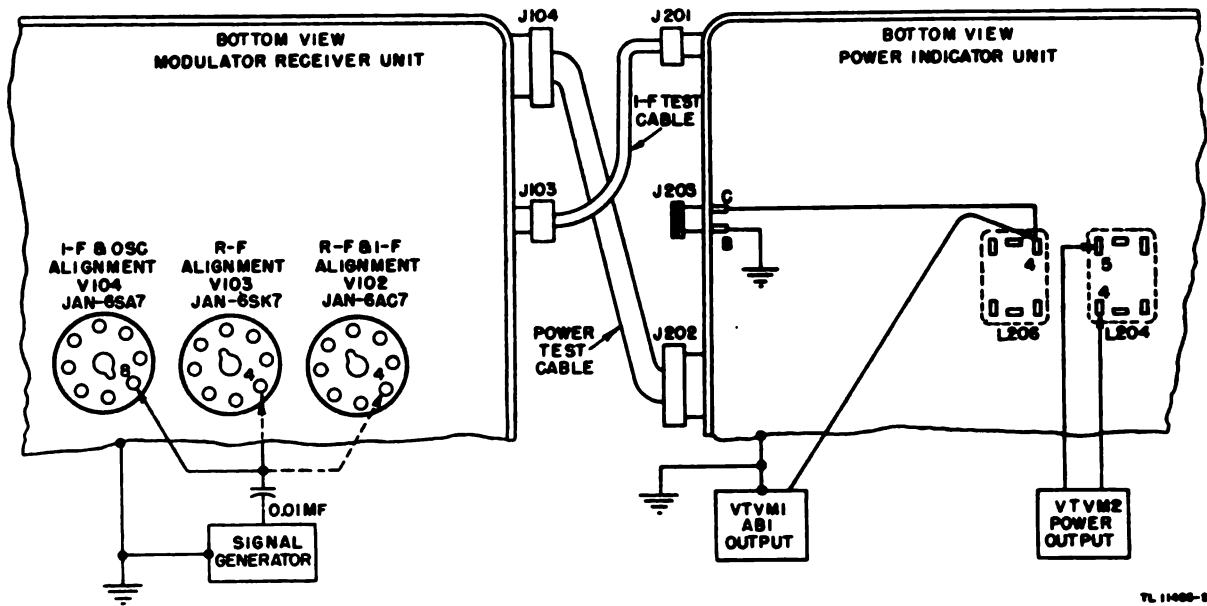 BOTTOM VIEW
MODULATOR RECEIVER UNIT
J104
J201
BOTTOM VIEW
POWER INDICATOR UNIT
I-F TEST
CABLE
J103
J203
C
B
I-F & OSC
ALIGNMENT
V104
JAN-6SA7
R-F
ALIGNMENT
V103
JAN-6SK7
R-F & I-F
ALIGNMENT
V102
JAN-6AC7
8
4
4
POWER
TEST
CABLE
J202
4
L206
5
4
L204
0.01MF
SIGNAL
GENERATOR
VTVM1
AB1
OUTPUT
VTVM2
POWER
OUTPUT